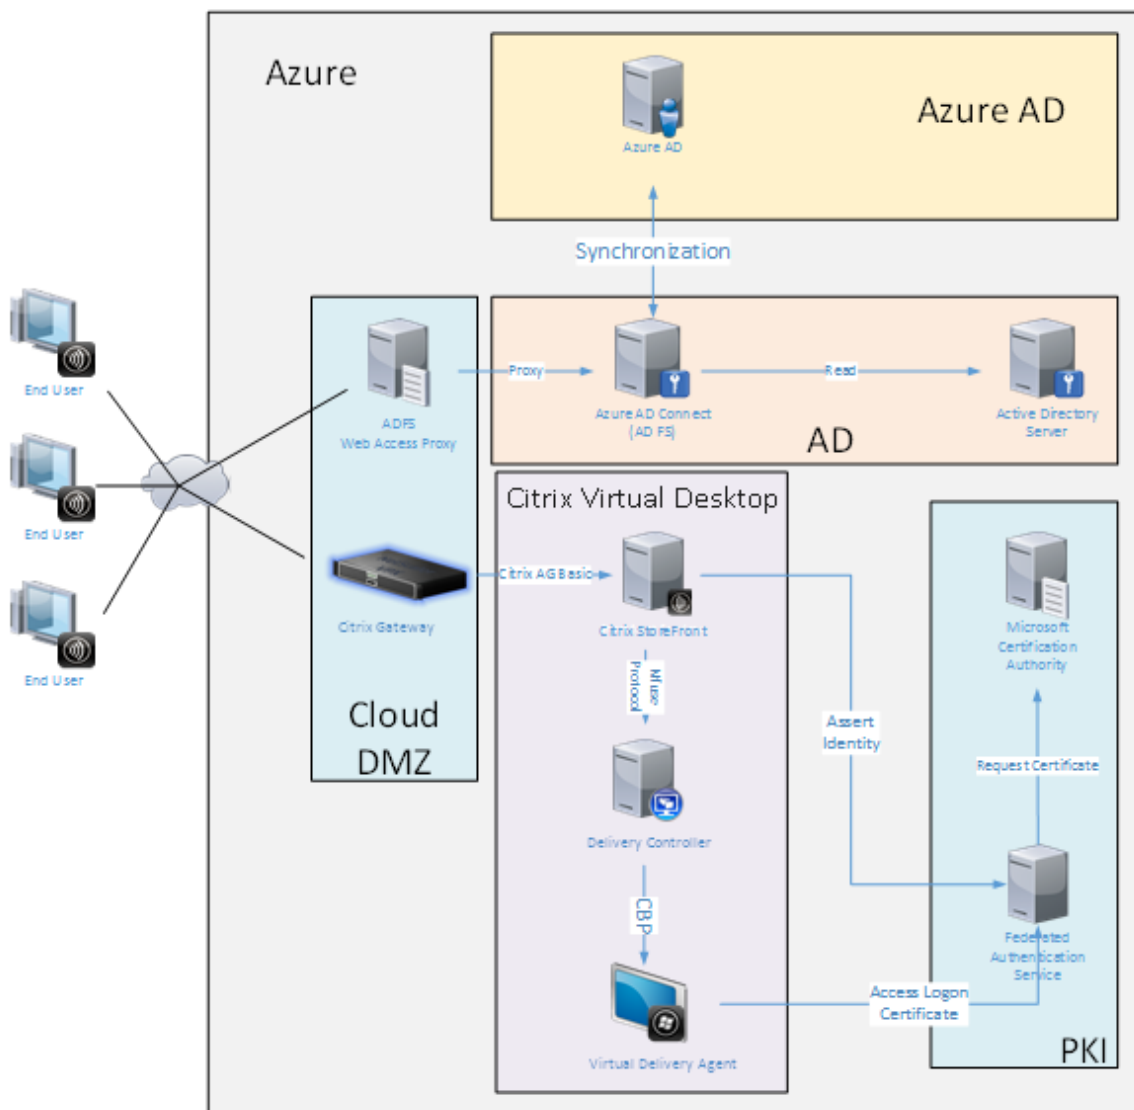 Azure
Azure AD
Azure AD
Synchronization
End User
End User
End User
ADFS
Web Access Proxy
Proxy
Azure AD Connect
(AD FS)
Read
Active Directory
Server
AD
Citrix Gateway
Cloud
DMZ
Citrix AG Basic
Citrix Virtual Desktop
Citrix StoreFront
Nfuse
Protocol
Delivery Controller
CBP
Virtual Delivery Agent
Assert
Identity
Access Logon
Certificate
Microsoft
Certification
Authority
Request Certificate
Federated
Authentication
Service
PKI